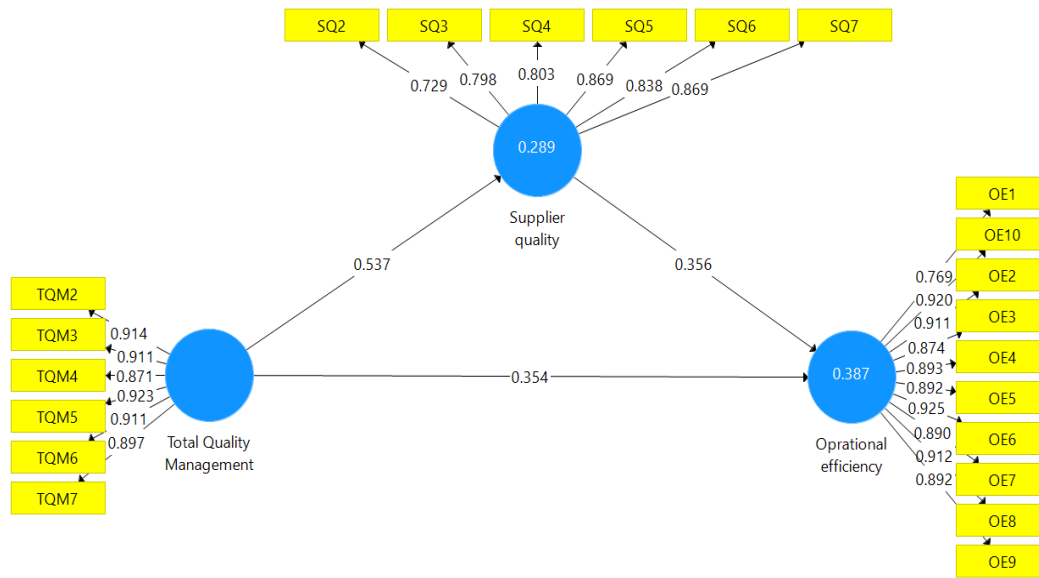 SQ2 SQ3 SQ4 SQ5 SQ6 SQ7
0.729 0.798 0.803 0.869 0.838 0.869
0.289
Supplier
quality
0.537
0.356
TQM2
TQM3
TQM4
TQM5
TQM6
TQM7
0.914
0.911
0.871
0.923
0.911
0.897
Total Quality
Management
0.354
0.387
Oprational
efficiency
0.769
0.920
0.911
0.874
0.893
0.892
0.925
0.890
0.912
0.892
OE1
OE10
OE2
OE3
OE4
OE5
OE6
OE7
OE8
OE9